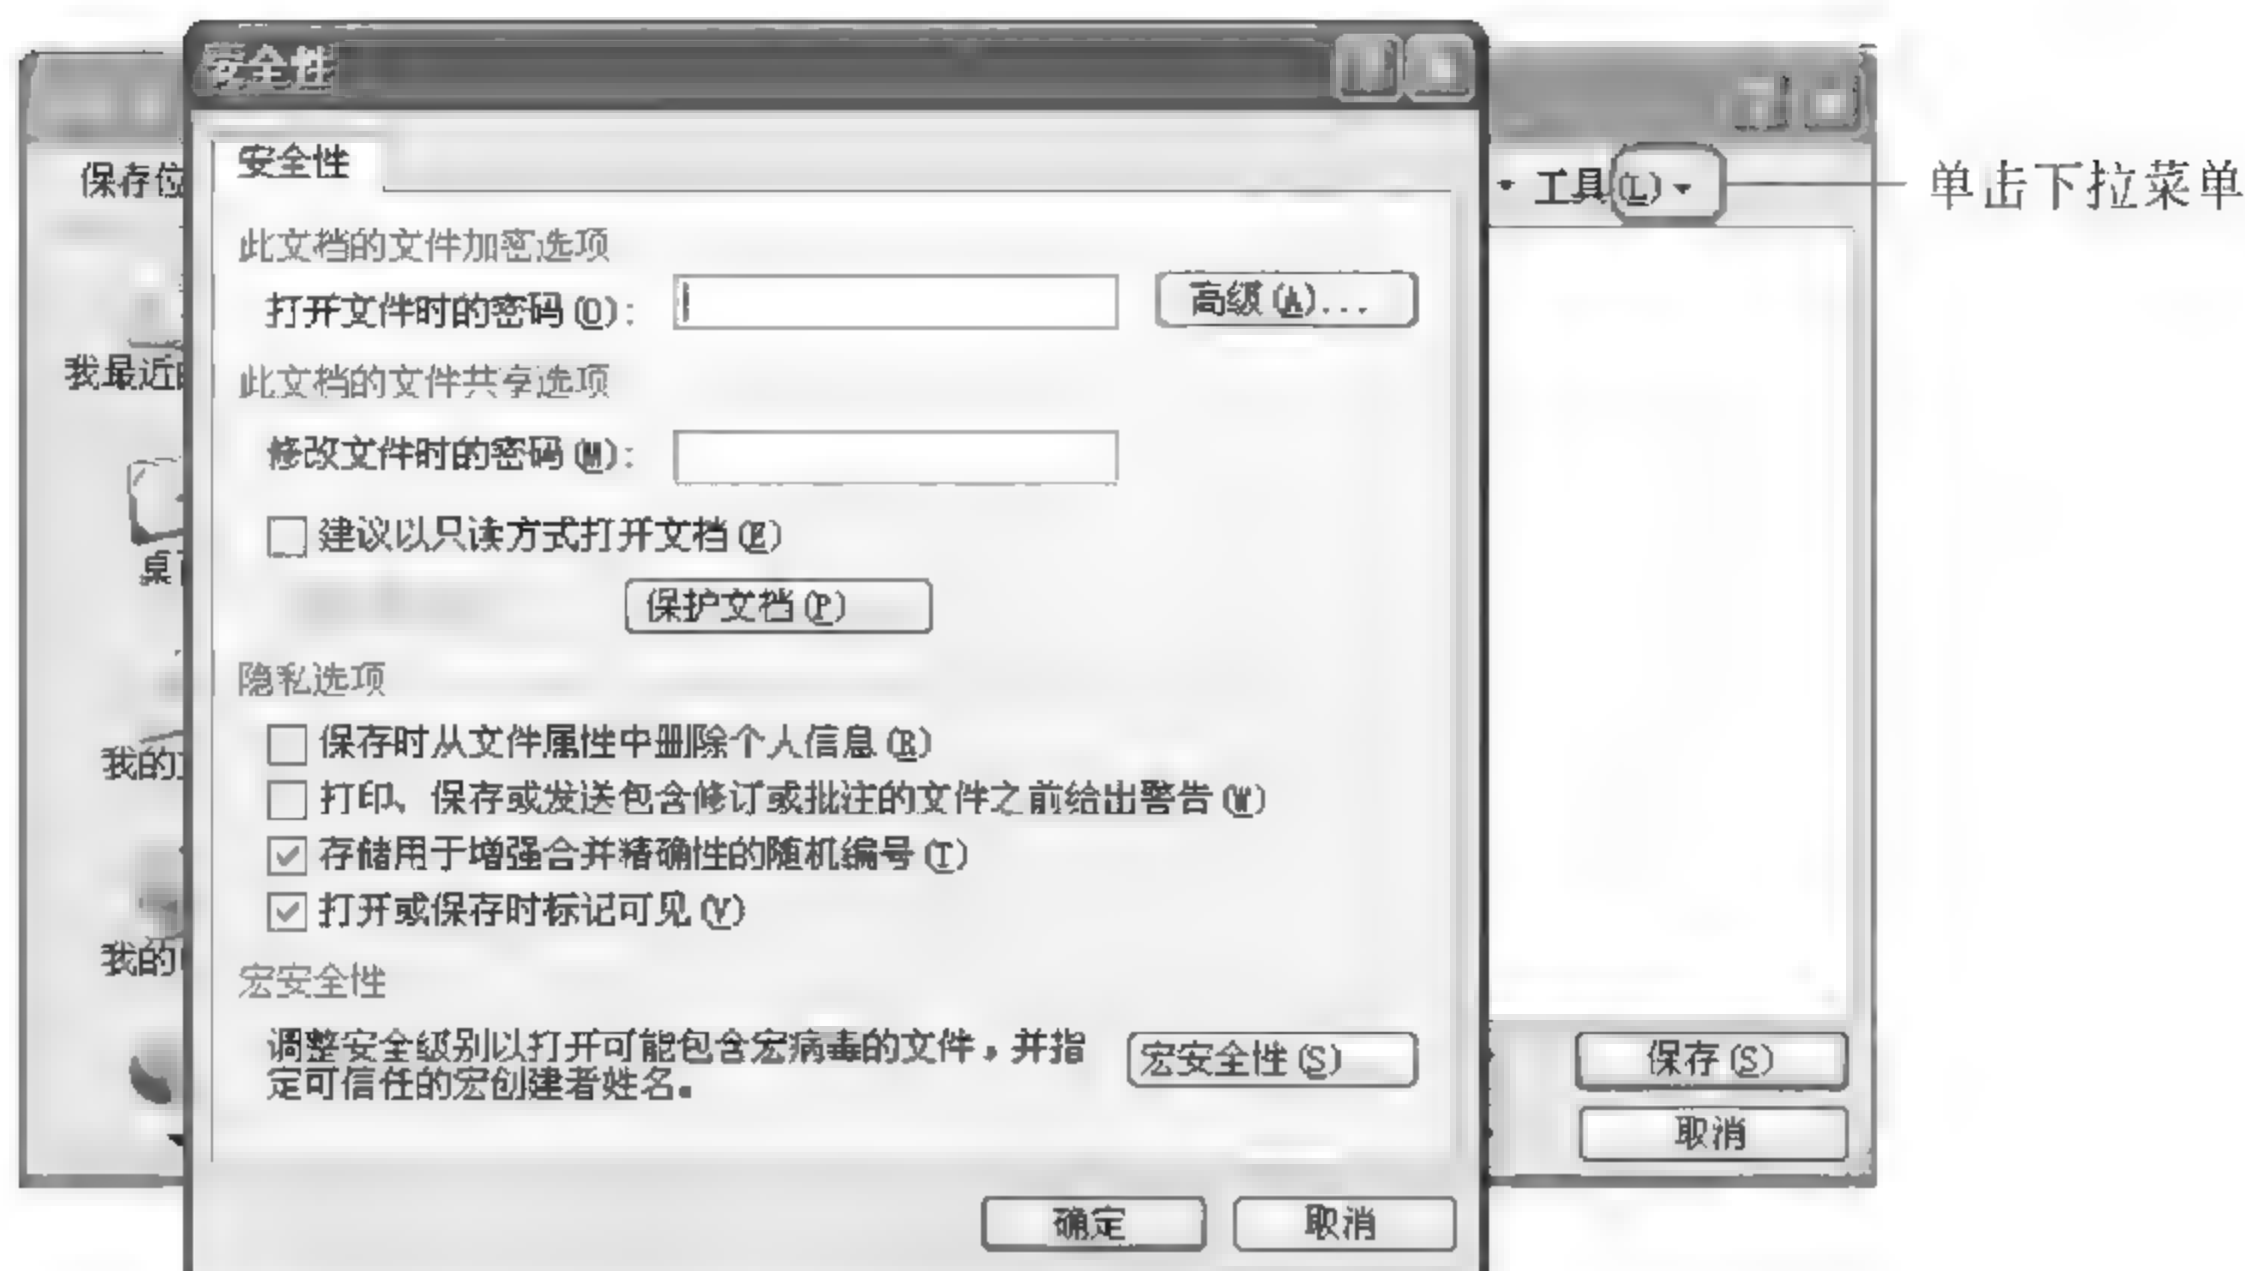 安全性
保存位
安全性
工具(L)
单击下拉菜单
此文档的文件加密选项
打开文件时的密码(O):
高级(A)...
我最近
此文档的文件共享选项
修改文件时的密码(M):
建议以只读方式打开文档(E)
桌
保护文档(P)
隐私选项
保存时从文件属性中删除个人信息(R)
我的
打印、保存或发送包含修订或批注的文件之前给出警告(W)
存储用于增强合并精确性的随机编号(T)
打开或保存时标记可见(V)
我的
宏安全性
调整安全级别以打开可能包含宏病毒的文件，并指
定可信任的宏创建者姓名。
宏安全性(S)
保存(S)
取消
确定
取消